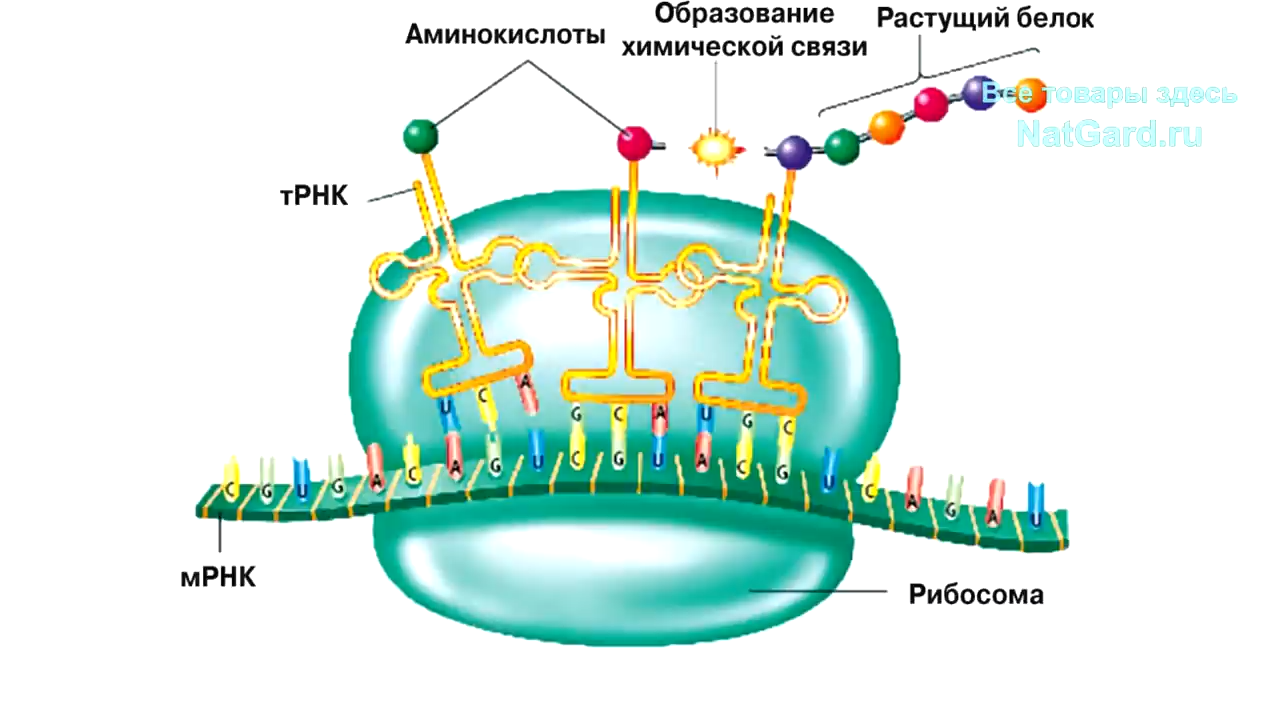 Образование
химической связи
Аминокислоты
Растущий белок
Все товары здесь
NatGard.ru
тРНК
U C A
G C A
U G C
C G U G A C A G U C G U A C G U C A G A U
мРНК
Рибосома